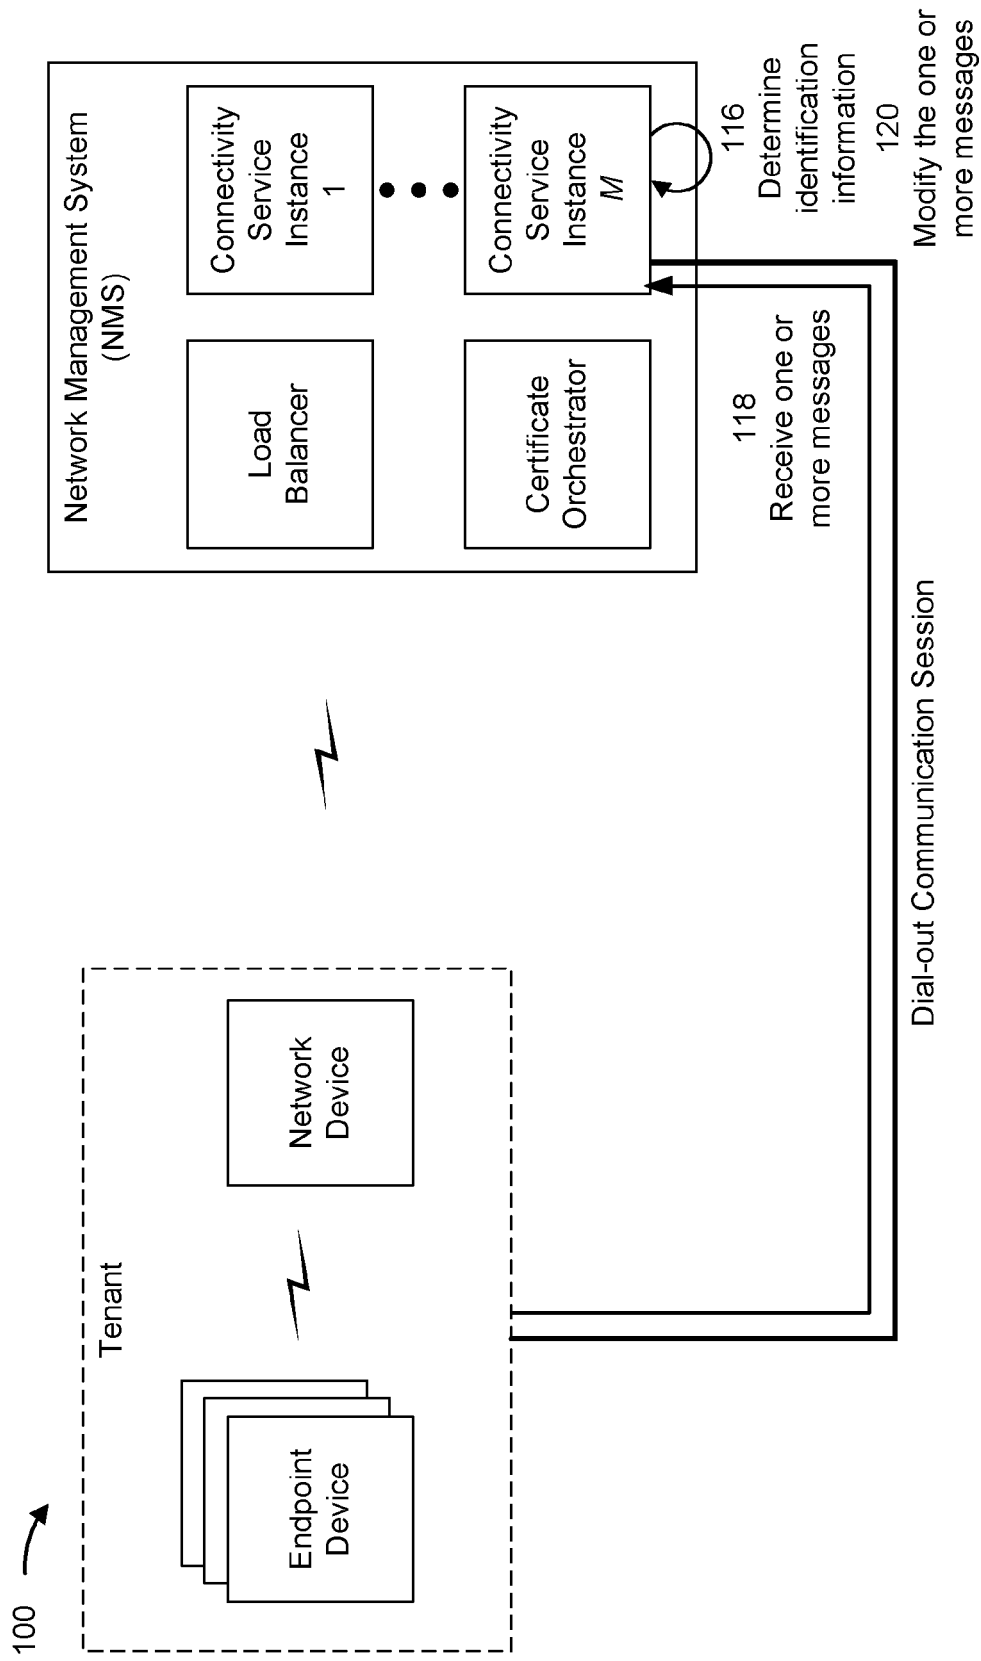 100
Tenant
Endpoint
Device
Network
Device
Network Management System
(NMS)
Load
Balancer
Connectivity
Service
Instance
1
Certificate
Orchestrator
Connectivity
Service
Instance
M
116
Determine
identification
information
118
Receive one or
more messages
120
Modify the one or
more messages
Dial-out Communication Session